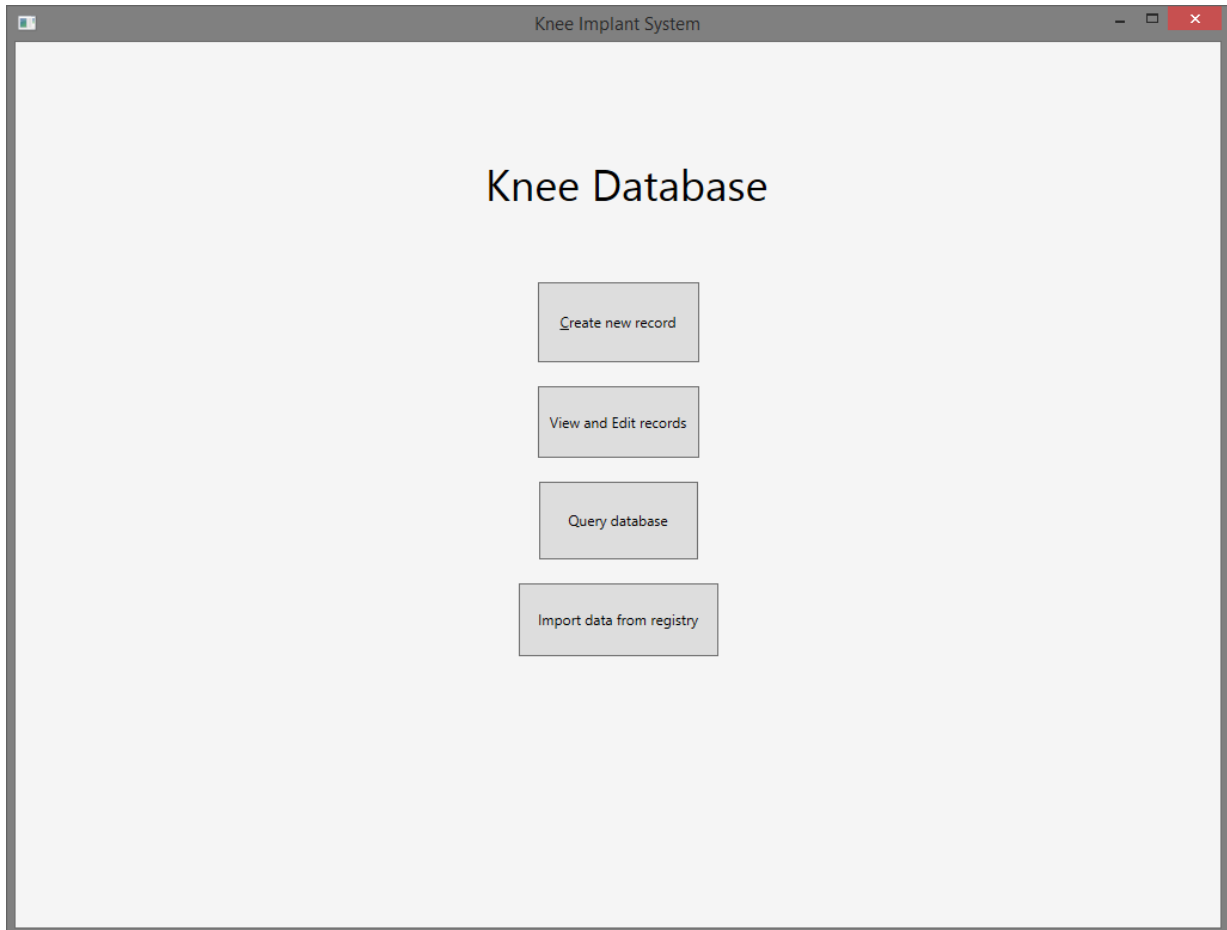 Knee Implant System
Knee Database
Create new record
View and Edit records
Query database
Import data from registry